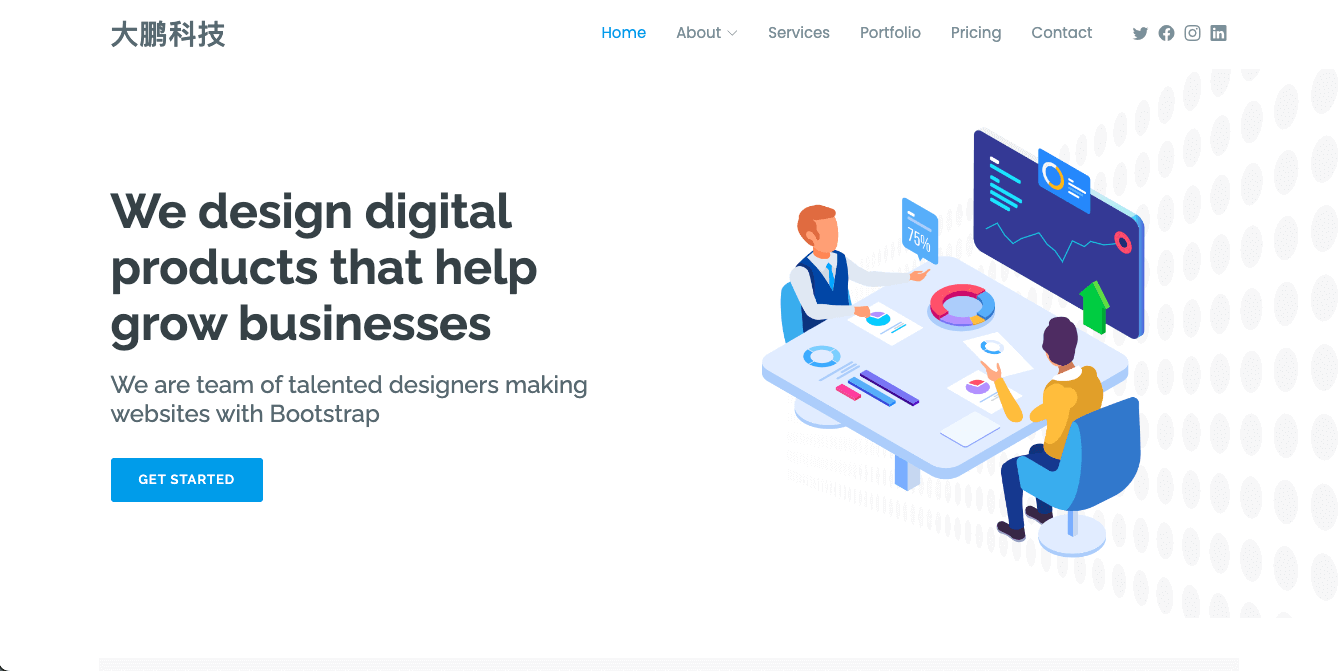 大鹏科技
Home About Services Portfolio Pricing Contact
We design digital
products that help
grow businesses
We are team of talented designers making
websites with Bootstrap
GET STARTED
75%